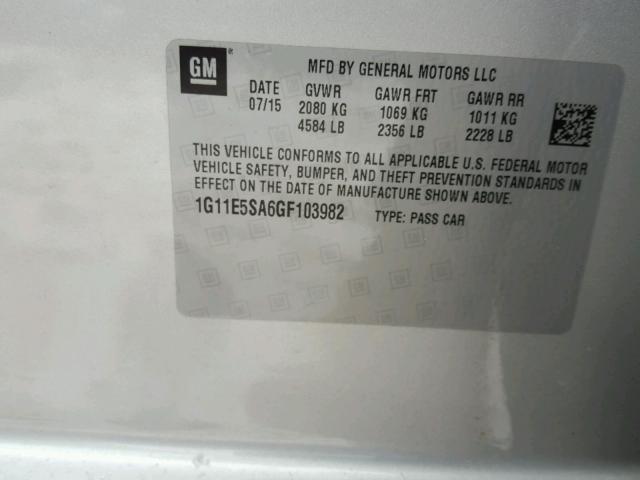 GM
MFD BY GENERAL MOTORS LLC
DATE GVWR GAWR FRT GAWR RR
07/15 2080 KG 1069 KG 1011 KG
4584 LB 2356 LB 2228 LB
THIS VEHICLE CONFORMS TO ALL APPLICABLE U.S. FEDERAL MOTOR
VEHICLE SAFETY, BUMPER, AND THEFT PREVENTION STANDARDS IN
EFFECT ON THE DATE OF MANUFACTURE SHOWN ABOVE.
1G11E5SA6GF103982 TYPE: PASS CAR